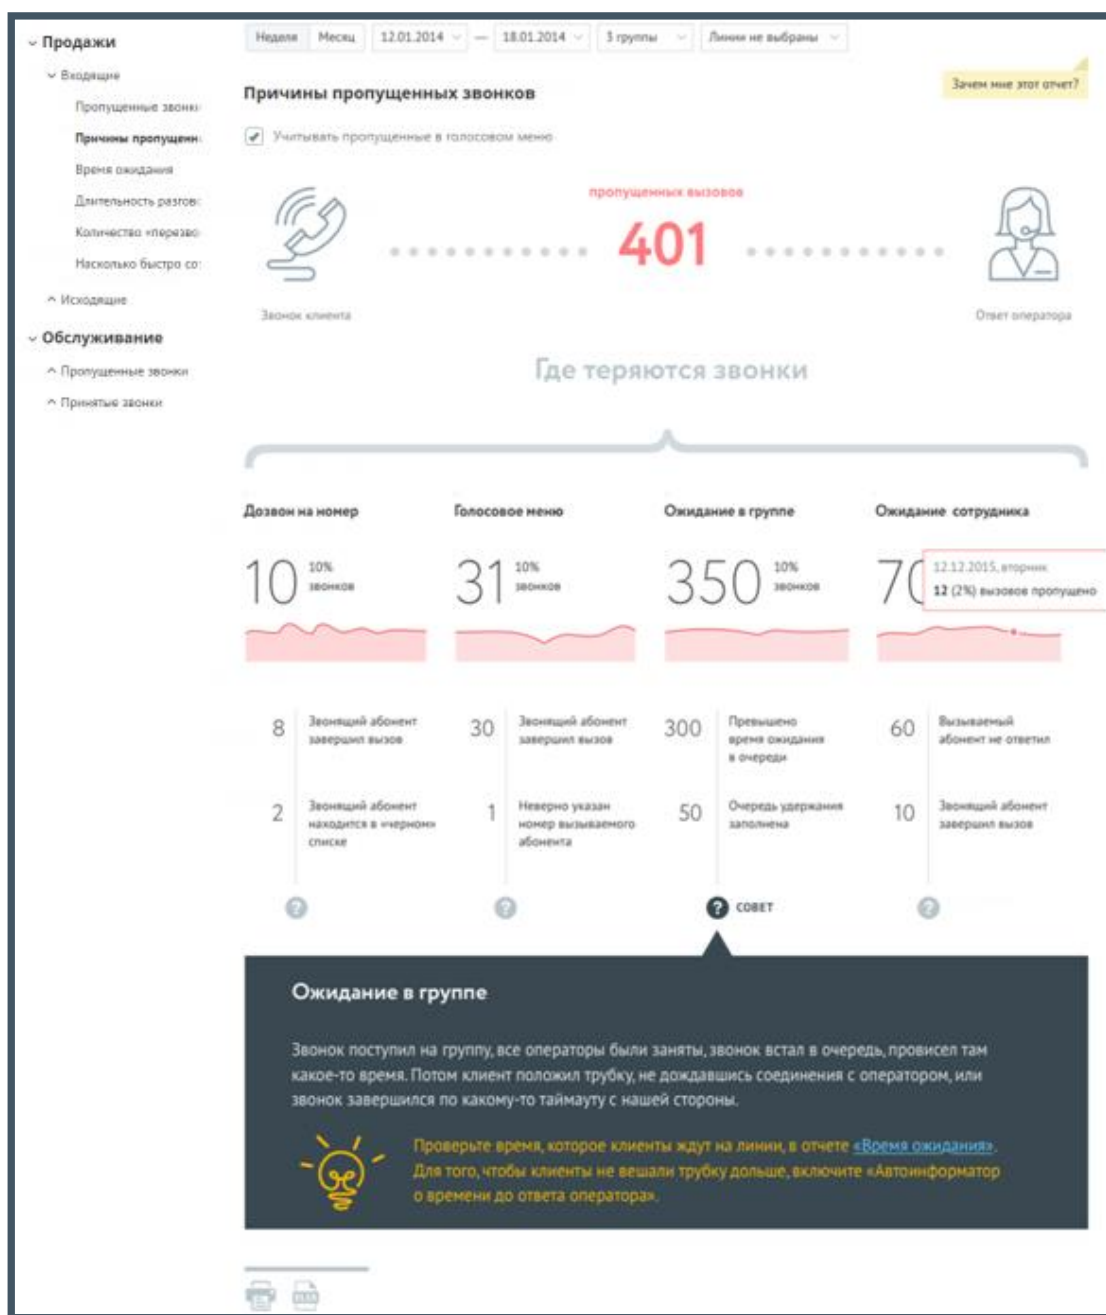 Продажи
Входящие
Пропущенные звонк
Причины пропущенн
Время ожидания
Длительность разгов
Количество «перезво
Насколько быстро со
Исходящие
Обслуживание
Пропущенные звонки
Принятые звонки
Неделя Месяц 12.01.2014 — 18.01.2014 3 группы Линии не выбраны
Зачем мне этот отчет?
Причины пропущенных звонков
Учитывать пропущенные в голосовом меню
пропущенных вызовов
401
Звонок клиента
Ответ оператора
Где теряются звонки
Дозвон на номер
10 10%
звонков
8 Звонящий абонент
завершил вызов
2 Звонящий абонент
находится в «черном»
списке
?
Голосовое меню
31 10%
звонков
30 Звонящий абонент
завершил вызов
1 Неверно указан
номер вызываемого
абонента
?
Ожидание в группе
350 10%
звонков
300 Превышено
время ожидания
в очереди
50 Очередь удержания
заполнена
? СОВЕТ
Ожидание сотрудника
70
12.12.2015, вторник
12 (2%) вызовов пропущено
60 Вызываемый
абонент не ответил
10 Звонящий абонент
завершил вызов
?
Ожидание в группе
Звонок поступил на группу, все операторы были заняты, звонок встал в очередь, провисел там
какое-то время. Потом клиент положил трубку, не дождавшись соединения с оператором, или
звонок завершился по какому-то таймауту с нашей стороны.
Проверьте время, которое клиенты ждут на линии, в отчете «Время ожидания».
Для того, чтобы клиенты не вешали трубку дольше, включите «Автоинформатор
о времени до ответа оператора».